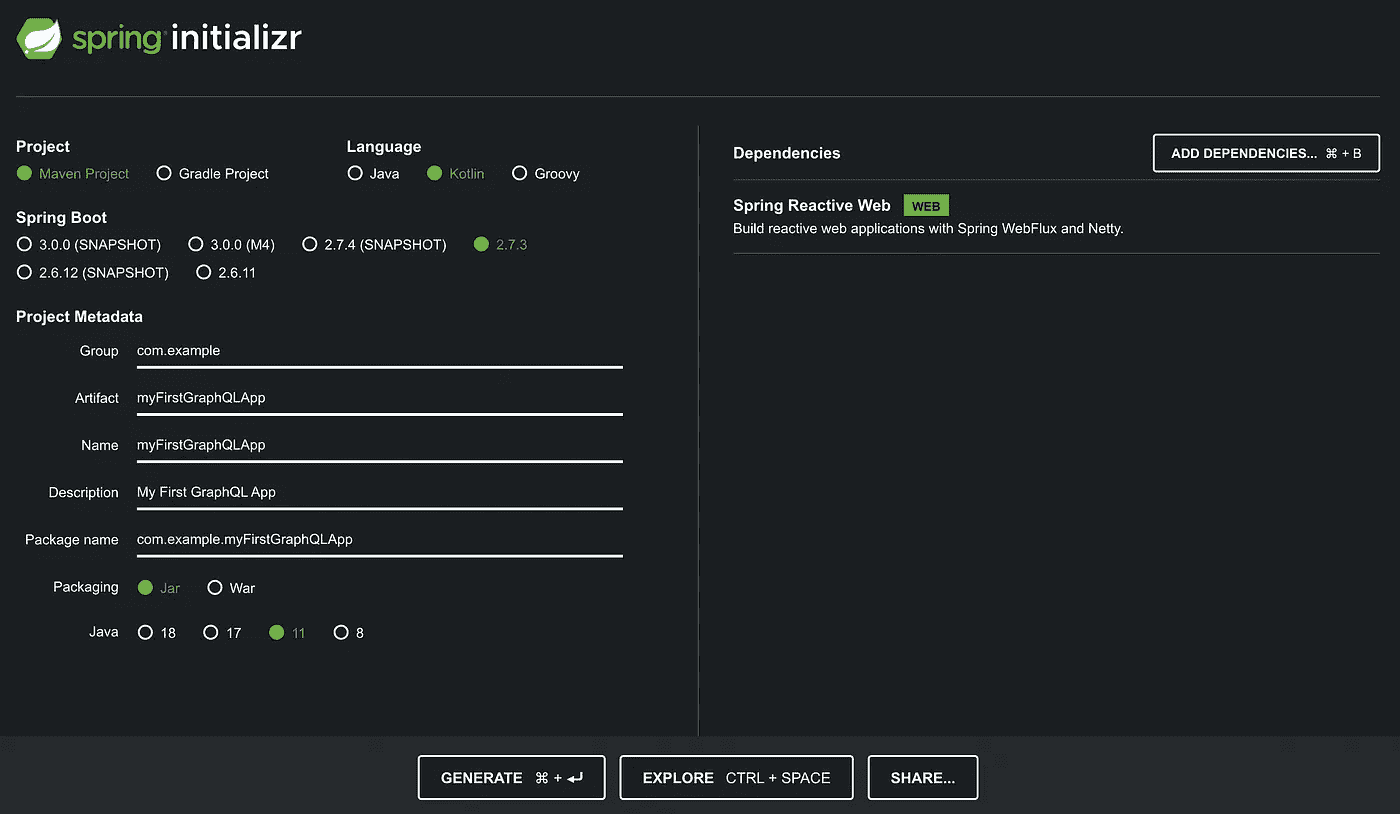 spring initializr
Project
Maven Project Gradle Project
Language
Java Kotlin Groovy
Spring Boot
3.0.0 (SNAPSHOT) 3.0.0 (M4) 2.7.4 (SNAPSHOT) 2.7.3
2.6.12 (SNAPSHOT) 2.6.11
Project Metadata
Group com.example
Artifact myFirstGraphQLApp
Name myFirstGraphQLApp
Description My First GraphQL App
Package name com.example.myFirstGraphQLApp
Packaging Jar War
Java 18 17 11 8
Dependencies
ADD DEPENDENCIES... ⌘ + B
Spring Reactive Web WEB
Build reactive web applications with Spring WebFlux and Netty.
GENERATE ⌘ + ⏎
EXPLORE CTRL + SPACE
SHARE...